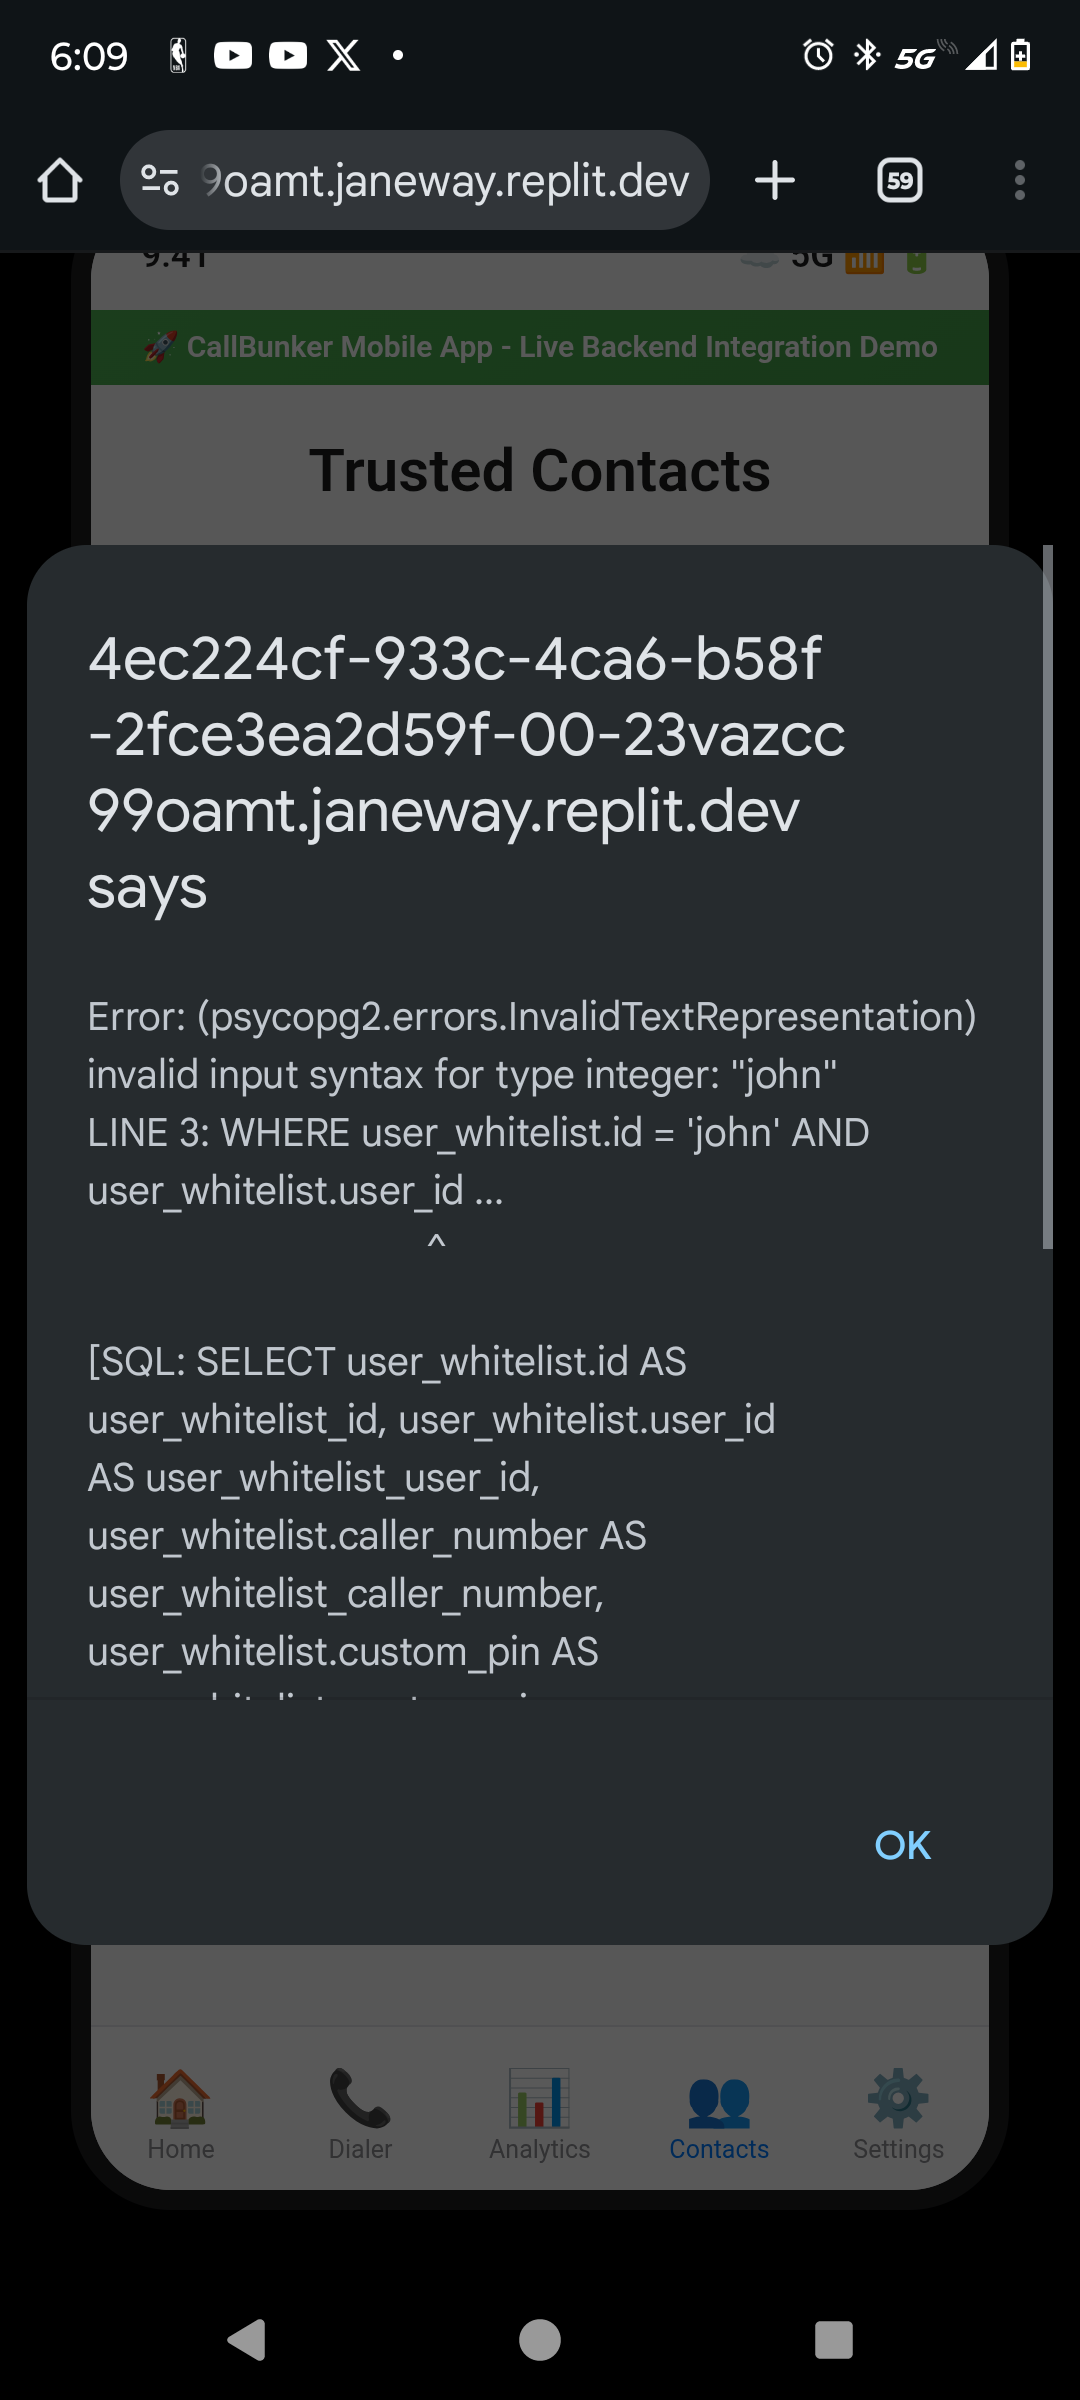 6:09
5G
9oamt.janeway.replit.dev
59
9:41
5G
🚀 CallBunker Mobile App - Live Backend Integration Demo
Trusted Contacts
4ec224cf-933c-4ca6-b58f
-2fce3ea2d59f-00-23vazcc
99oamt.janeway.replit.dev
says
Error: (psycopg2.errors.InvalidTextRepresentation)
invalid input syntax for type integer: "john"
LINE 3: WHERE user_whitelist.id = 'john' AND
user_whitelist.user_id ...
^
[SQL: SELECT user_whitelist.id AS
user_whitelist_id, user_whitelist.user_id
AS user_whitelist_user_id,
user_whitelist.caller_number AS
user_whitelist_caller_number,
user_whitelist.custom_pin AS
OK
Home
Dialer
Analytics
Contacts
Settings